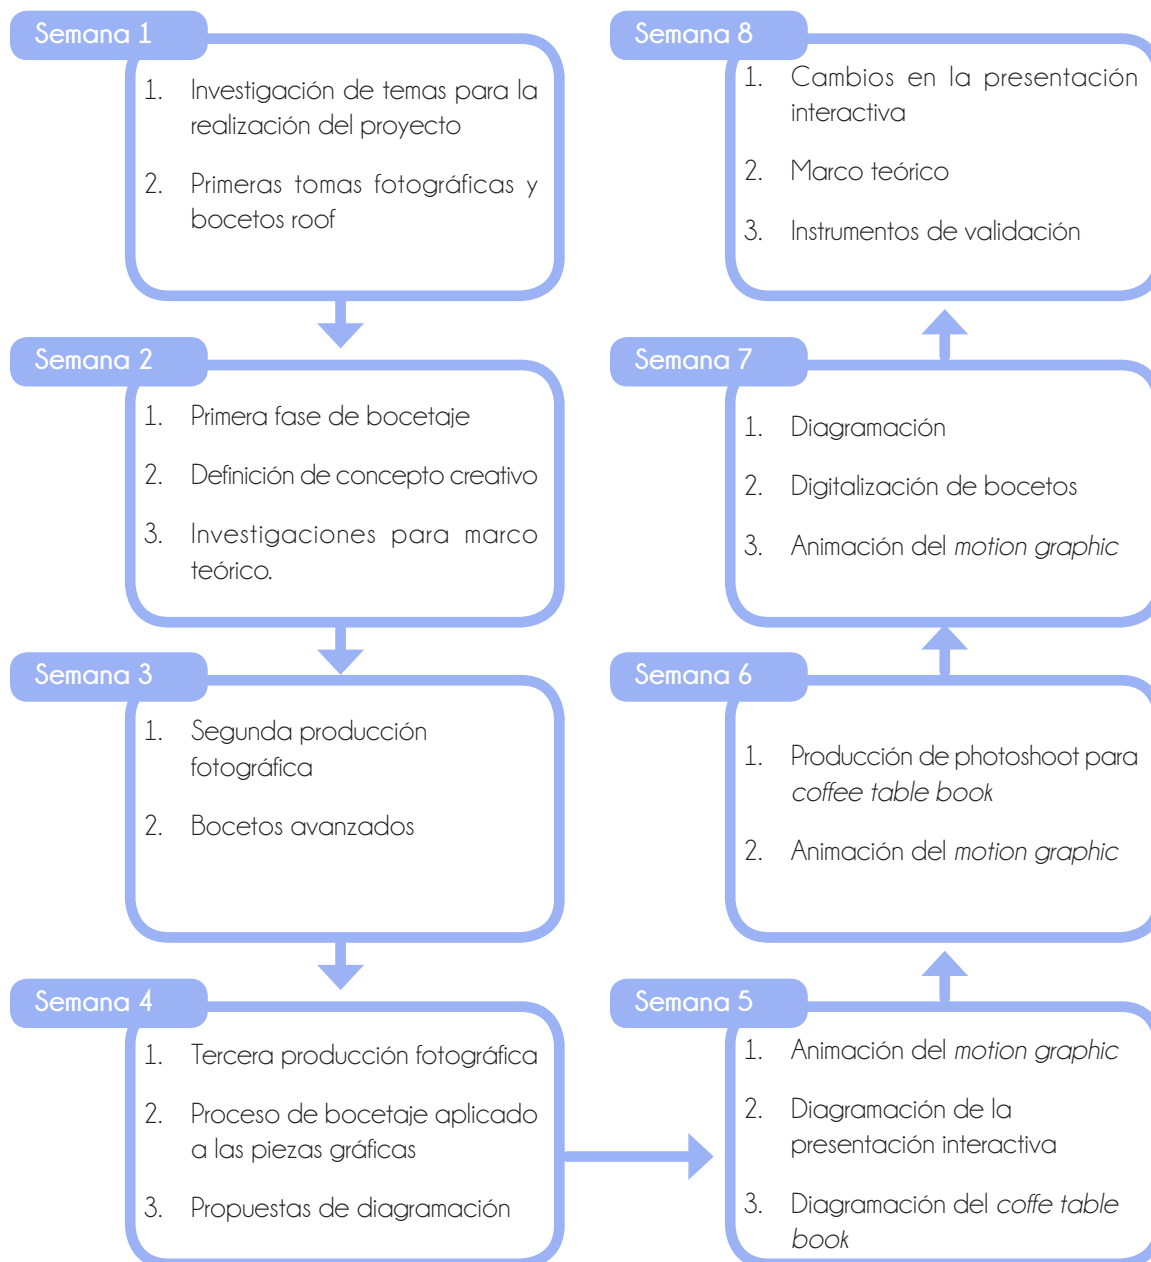 Semana 1
1. Investigación de temas para la
realización del proyecto
2. Primeras tomas fotográficas y
bocetos roof
Semana 2
1. Primera fase de bocetaje
2. Definición de concepto creativo
3. Investigaciones para marco
teórico.
Semana 3
1. Segunda producción
fotográfica
2. Bocetos avanzados
Semana 4
1. Tercera producción fotográfica
2. Proceso de bocetaje aplicado
a las piezas gráficas
3. Propuestas de diagramación
Semana 5
1. Animación del motion graphic
2. Diagramación de la
presentación interactiva
3. Diagramación del coffe table
book
Semana 6
1. Producción de photoshoot para
coffee table book
2. Animación del motion graphic
Semana 7
1. Diagramación
2. Digitalización de bocetos
3. Animación del motion graphic
Semana 8
1. Cambios en la presentación
interactiva
2. Marco teórico
3. Instrumentos de validación